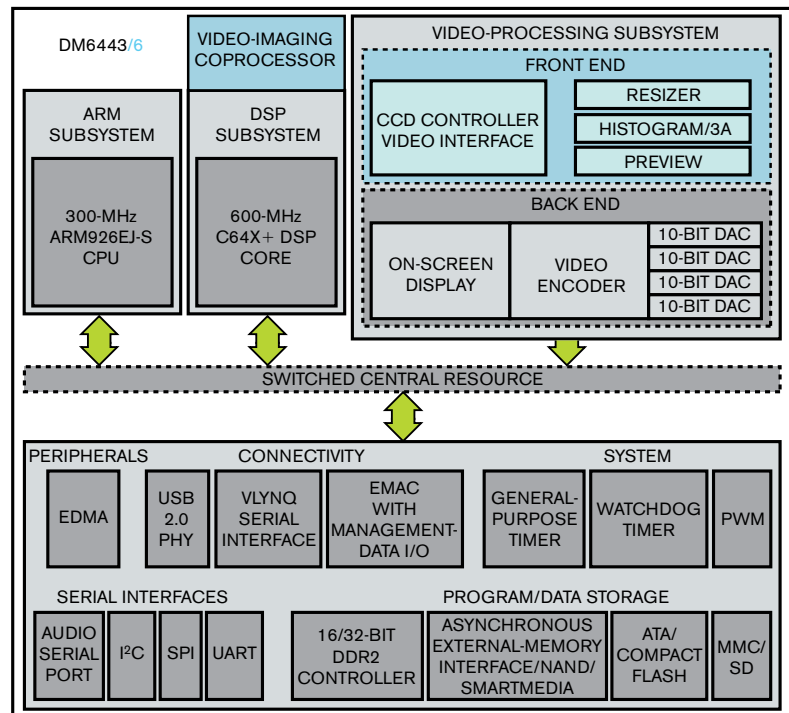 DM6443/6
VIDEO-IMAGING
COPROCESSOR
VIDEO-PROCESSING SUBSYSTEM
FRONT END
CCD CONTROLLER
VIDEO INTERFACE
RESIZER
HISTOGRAM/3A
PREVIEW
ARM
SUBSYSTEM
DSP
SUBSYSTEM
300-MHz
ARM926EJ-S
CPU
600-MHz
C64X+ DSP
CORE
BACK END
ON-SCREEN
DISPLAY
VIDEO
ENCODER
10-BIT DAC
10-BIT DAC
10-BIT DAC
10-BIT DAC
SWITCHED CENTRAL RESOURCE
PERIPHERALS
CONNECTIVITY
SYSTEM
EDMA
USB
2.0
PHY
VLYNQ
SERIAL
INTERFACE
EMAC
WITH
MANAGEMENT-
DATA I/O
GENERAL-
PURPOSE
TIMER
WATCHDOG
TIMER
PWM
SERIAL INTERFACES
PROGRAM/DATA STORAGE
AUDIO
SERIAL
PORT
I²C
SPI
UART
16/32-BIT
DDR2
CONTROLLER
ASYNCHRONOUS
EXTERNAL-MEMORY
INTERFACE/NAND/
SMARTMEDIA
ATA/
COMPACT
FLASH
MMC/
SD